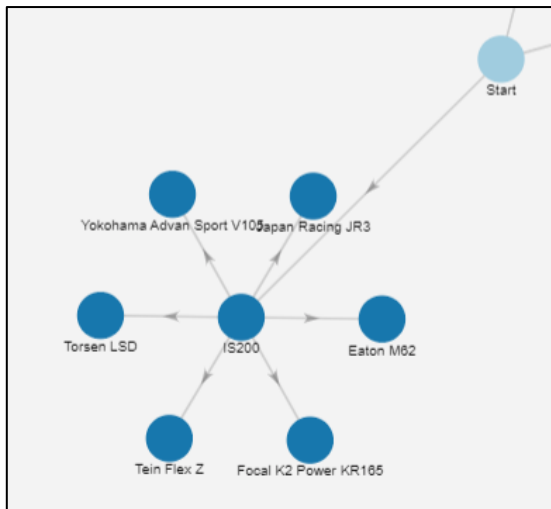 Start
Yokohama Advan Sport V105
Japan Racing JR3
Torsen LSD
IS200
Eaton M62
Tein Flex Z
Focal K2 Power KR165